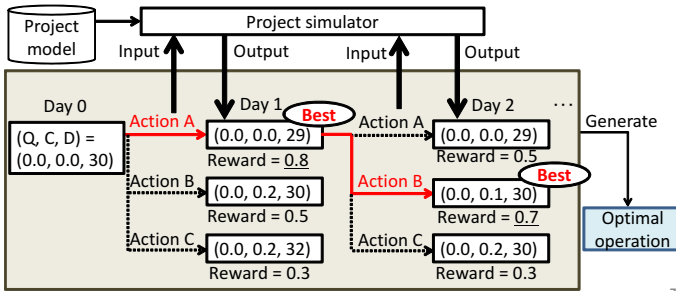 Project
model
Project simulator
Input
Output
Input
Output
Day 0
Day 1
Day 2
...
(Q, C, D) =
(0.0, 0.0, 30)
Action A
(0.0, 0.0, 29)
Best
Reward = 0.8
Action B
(0.0, 0.2, 30)
Reward = 0.5
Action C
(0.0, 0.2, 32)
Reward = 0.3
Action A
(0.0, 0.0, 29)
Reward = 0.5
Action B
(0.0, 0.1, 30)
Best
Reward = 0.7
Action C
(0.0, 0.2, 30)
Reward = 0.3
Generate
Optimal
operation